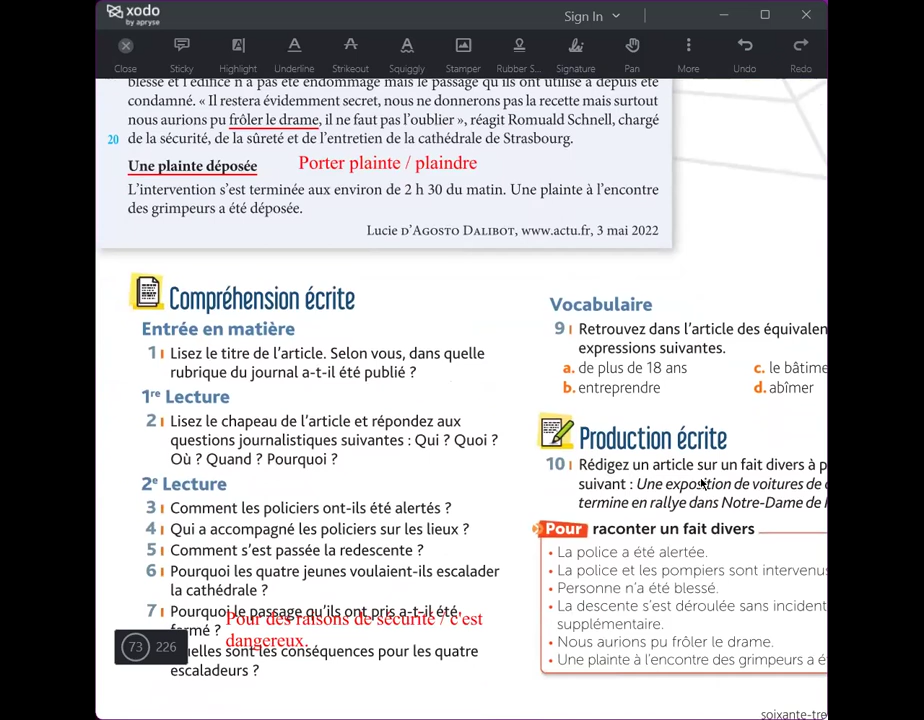 xodo
by apryse
Sign In
Close
Sticky
Highlight
Underline
Strikeout
Squiggly
Stamper
Rubber S...
Signature
Pan
More
Undo
Redo
blessé et l'édifice n'a pas été endommagé mais le passage qu'ils ont utilisé a depuis été
condamné. « Il restera évidemment secret, nous ne donnerons pas la recette mais surtout
nous aurions pu frôler le drame, il ne faut pas l'oublier », réagit Romuald Schnell, chargé
20 de la sécurité, de la sûreté et de l'entretien de la cathédrale de Strasbourg.
Une plainte déposée
Porter plainte / plaindre
L'intervention s'est terminée aux environ de 2 h 30 du matin. Une plainte à l'encontre
des grimpeurs a été déposée.
Lucie D'AGOSTO DALIBOT, www.actu.fr, 3 mai 2022
Compréhension écrite
Entrée en matière
1 Lisez le titre de l'article. Selon vous, dans quelle
rubrique du journal a-t-il été publié ?
1re Lecture
2 Lisez le chapeau de l'article et répondez aux
questions journalistiques suivantes : Qui ? Quoi ?
Où ? Quand ? Pourquoi ?
2e Lecture
3 Comment les policiers ont-ils été alertés ?
4 Qui a accompagné les policiers sur les lieux ?
5 Comment s'est passée la redescente ?
6 Pourquoi les quatre jeunes voulaient-ils escalader
la cathédrale ?
7 Pourquoi le passage qu'ils ont pris a-t-il été
Pour des raisons de sécurité / c'est
dangereux.
fermé ?
quelles sont les conséquences pour les quatre
escaladeurs ?
73 226
Vocabulaire
9 Retrouvez dans l'article des équivalen
expressions suivantes.
a. de plus de 18 ans
c. le bâtime
b. entreprendre
d. abîmer
Production écrite
10 Rédigez un article sur un fait divers à p
suivant : Une exposition de voitures de
termine en rallye dans Notre-Dame de
Pour raconter un fait divers
• La police a été alertée.
• La police et les pompiers sont intervenus
• Personne n'a été blessé.
• La descente s'est déroulée sans incident
supplémentaire.
• Nous aurions pu frôler le drame.
• Une plainte à l'encontre des grimpeurs a é
soixante-tre